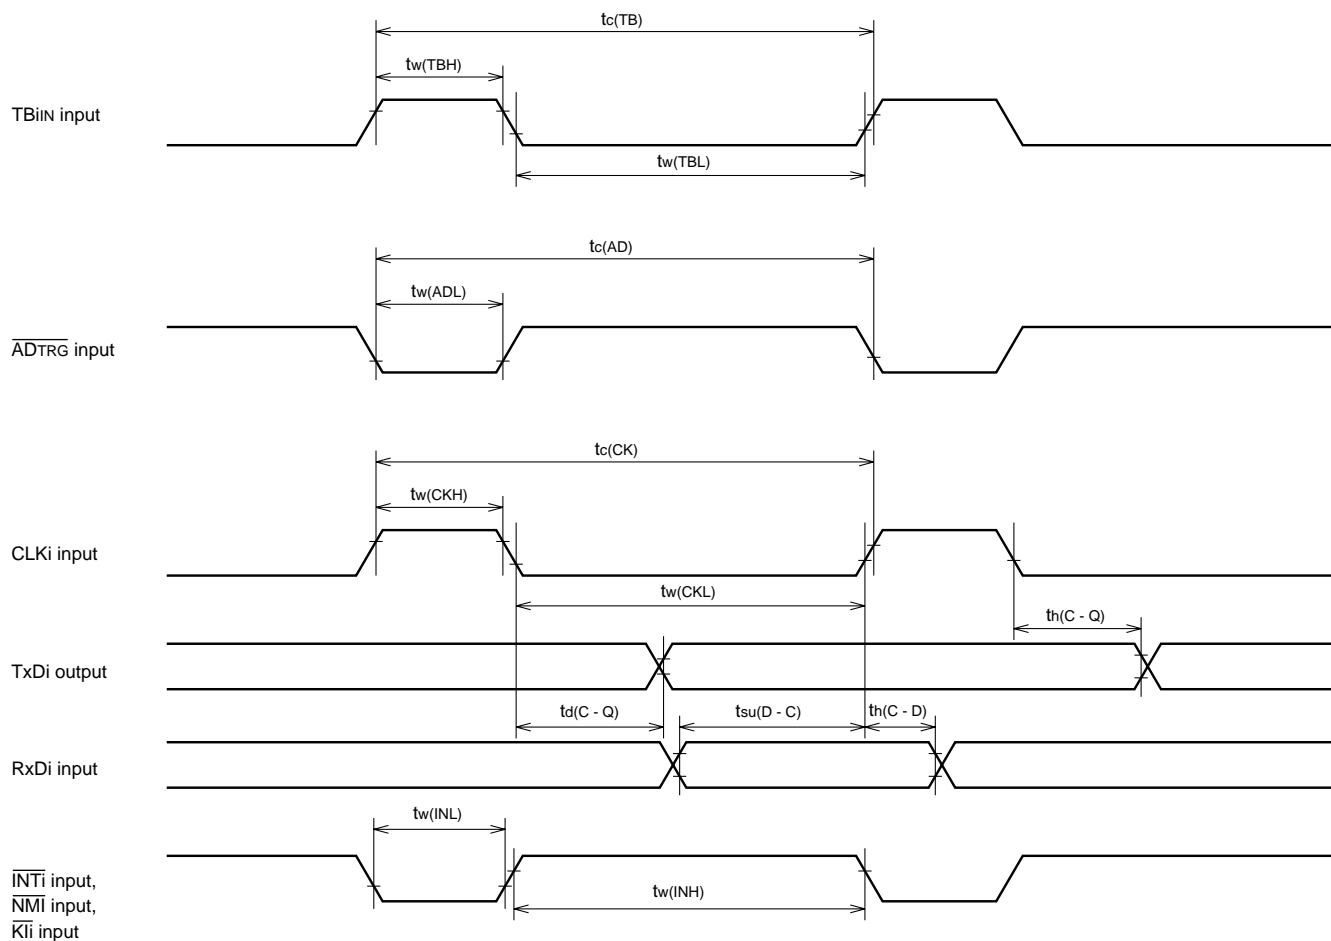 tc(TB)
tw(TBH)
TBiIN input
tw(TBL)
tc(AD)
tw(ADL)
ADTRG input
tc(CK)
tw(CKH)
CLKi input
tw(CKL)
th(C - Q)
TxDi output
td(C - Q)
tsu(D - C)
th(C - D)
RxDi input
tw(INL)
INTi input,
tw(INH)
NMI input,
KIi input